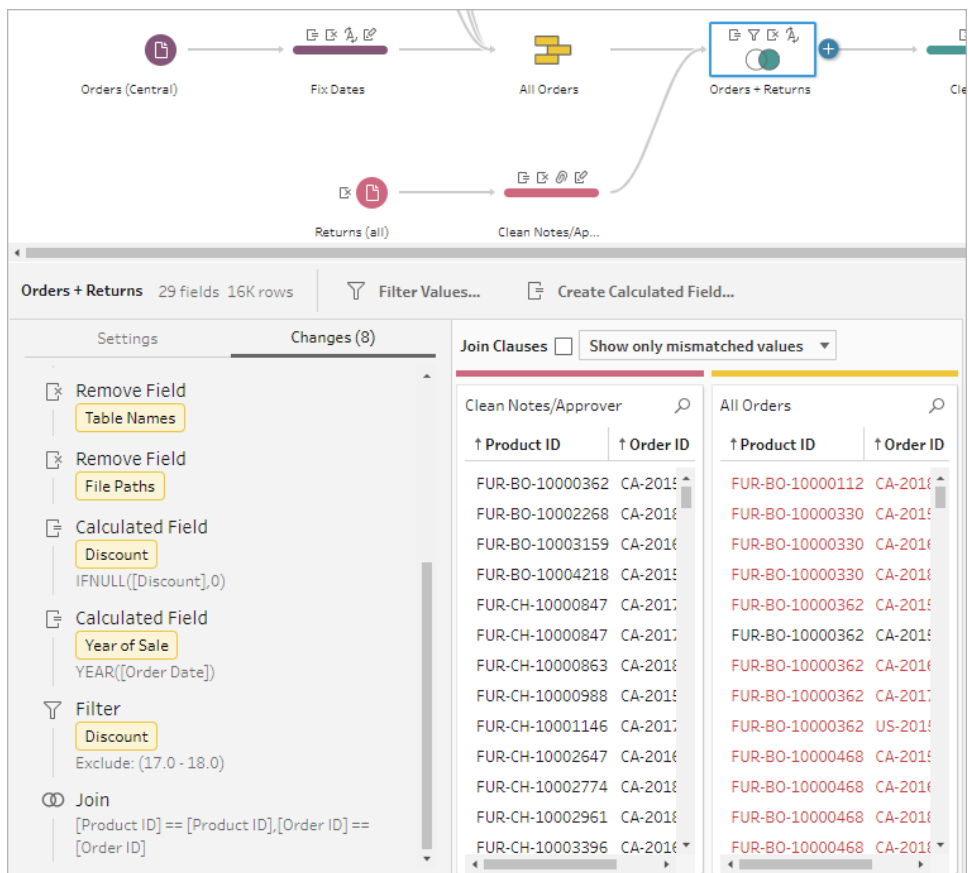 Orders (Central)
Fix Dates
All Orders
Orders + Returns
Cle
Returns (all)
Clean Notes/Ap...
Orders + Returns 29 fields 16K rows
Filter Values...
Create Calculated Field...
Settings
Changes (8)
Remove Field
Table Names
Remove Field
File Paths
Calculated Field
Discount
IFNULL([Discount],0)
Calculated Field
Year of Sale
YEAR([Order Date])
Filter
Discount
Exclude: (17.0 - 18.0)
Join
[Product ID] == [Product ID],[Order ID] ==
[Order ID]
Join Clauses Show only mismatched values
Clean Notes/Approver
Product ID Order ID
FUR-BO-10000362 CA-2015
FUR-BO-10002268 CA-2018
FUR-BO-10003159 CA-2016
FUR-BO-10004218 CA-2015
FUR-CH-10000847 CA-2017
FUR-CH-10000847 CA-2017
FUR-CH-10000863 CA-2018
FUR-CH-10000988 CA-2015
FUR-CH-10001146 CA-2017
FUR-CH-10002647 CA-2016
FUR-CH-10002774 CA-2018
FUR-CH-10002961 CA-2018
FUR-CH-10003396 CA-2016
All Orders
Product ID Order ID
FUR-BO-10000112 CA-2018
FUR-BO-10000330 CA-2015
FUR-BO-10000330 CA-2016
FUR-BO-10000330 CA-2018
FUR-BO-10000362 CA-2015
FUR-BO-10000362 CA-2015
FUR-BO-10000362 CA-2016
FUR-BO-10000362 CA-2017
FUR-BO-10000362 US-2015
FUR-BO-10000468 CA-2015
FUR-BO-10000468 CA-2016
FUR-BO-10000468 CA-2018
FUR-BO-10000468 CA-2018